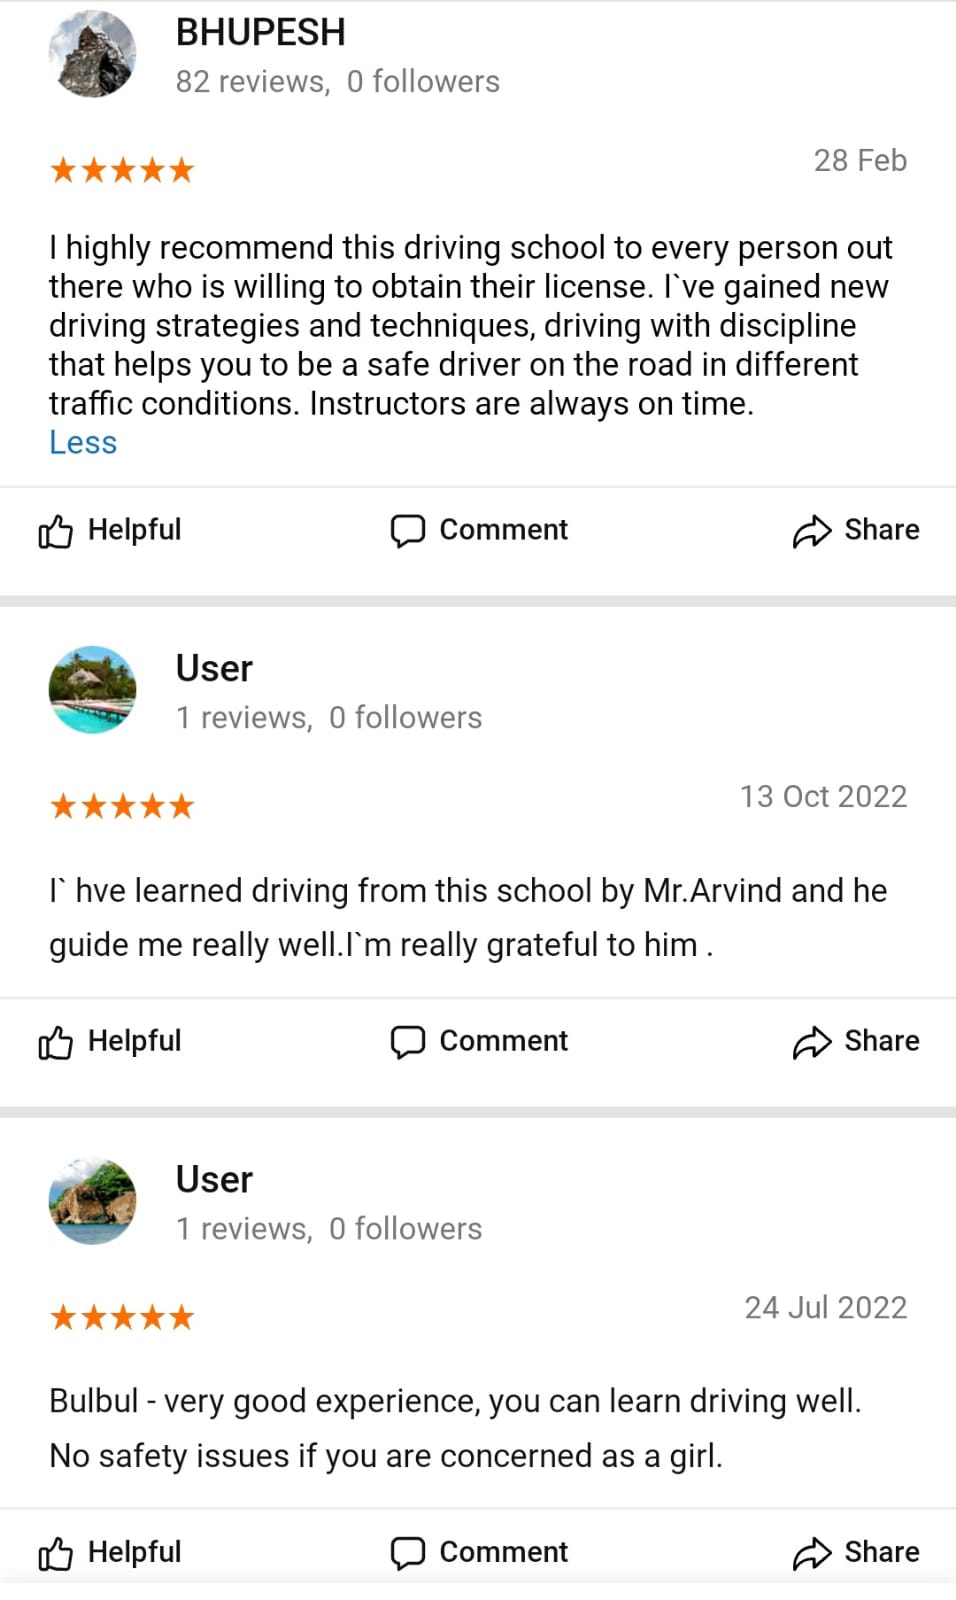 BHUPESH
82 reviews, 0 followers
★★★★★
28 Feb
I highly recommend this driving school to every person out
there who is willing to obtain their license. I`ve gained new
driving strategies and techniques, driving with discipline
that helps you to be a safe driver on the road in different
traffic conditions. Instructors are always on time.
Less
Helpful Comment Share
User
1 reviews, 0 followers
★★★★★
13 Oct 2022
I` hve learned driving from this school by Mr.Arvind and he
guide me really well.I`m really grateful to him .
Helpful Comment Share
User
1 reviews, 0 followers
★★★★★
24 Jul 2022
Bulbul - very good experience, you can learn driving well.
No safety issues if you are concerned as a girl.
Helpful Comment Share